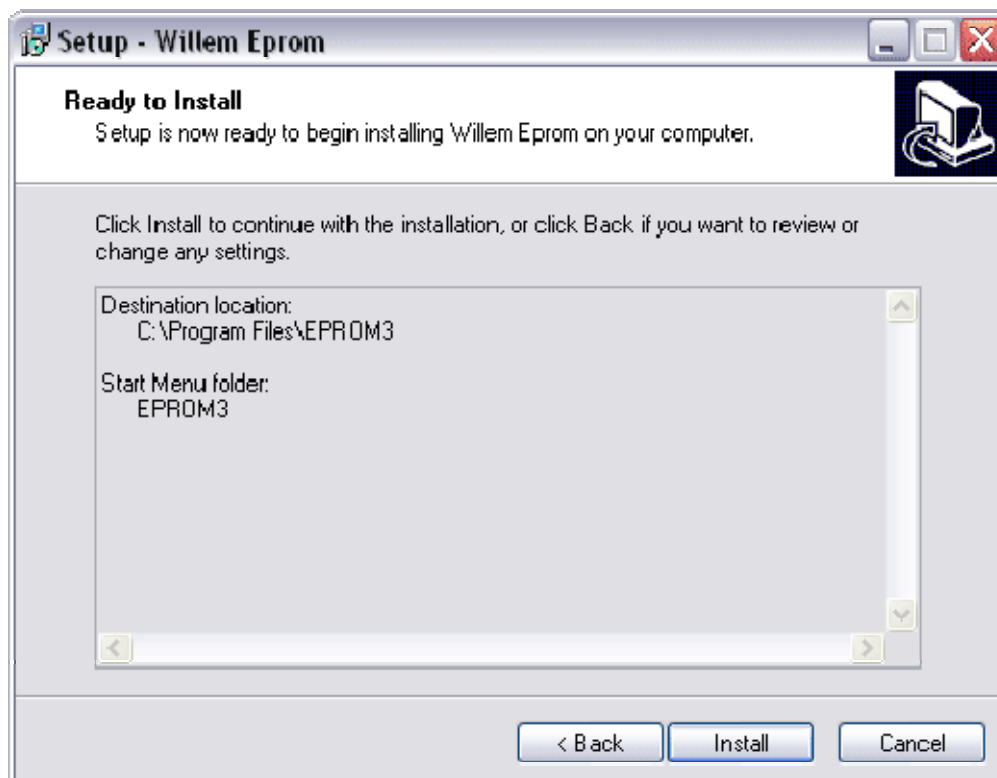 Setup - Willem Eprom
Ready to Install
Setup is now ready to begin installing Willem Eprom on your computer.
Click Install to continue with the installation, or click Back if you want to review or
change any settings.
Destination location:
C:\Program Files\EPROM3
Start Menu folder:
EPROM3
< Back Install Cancel